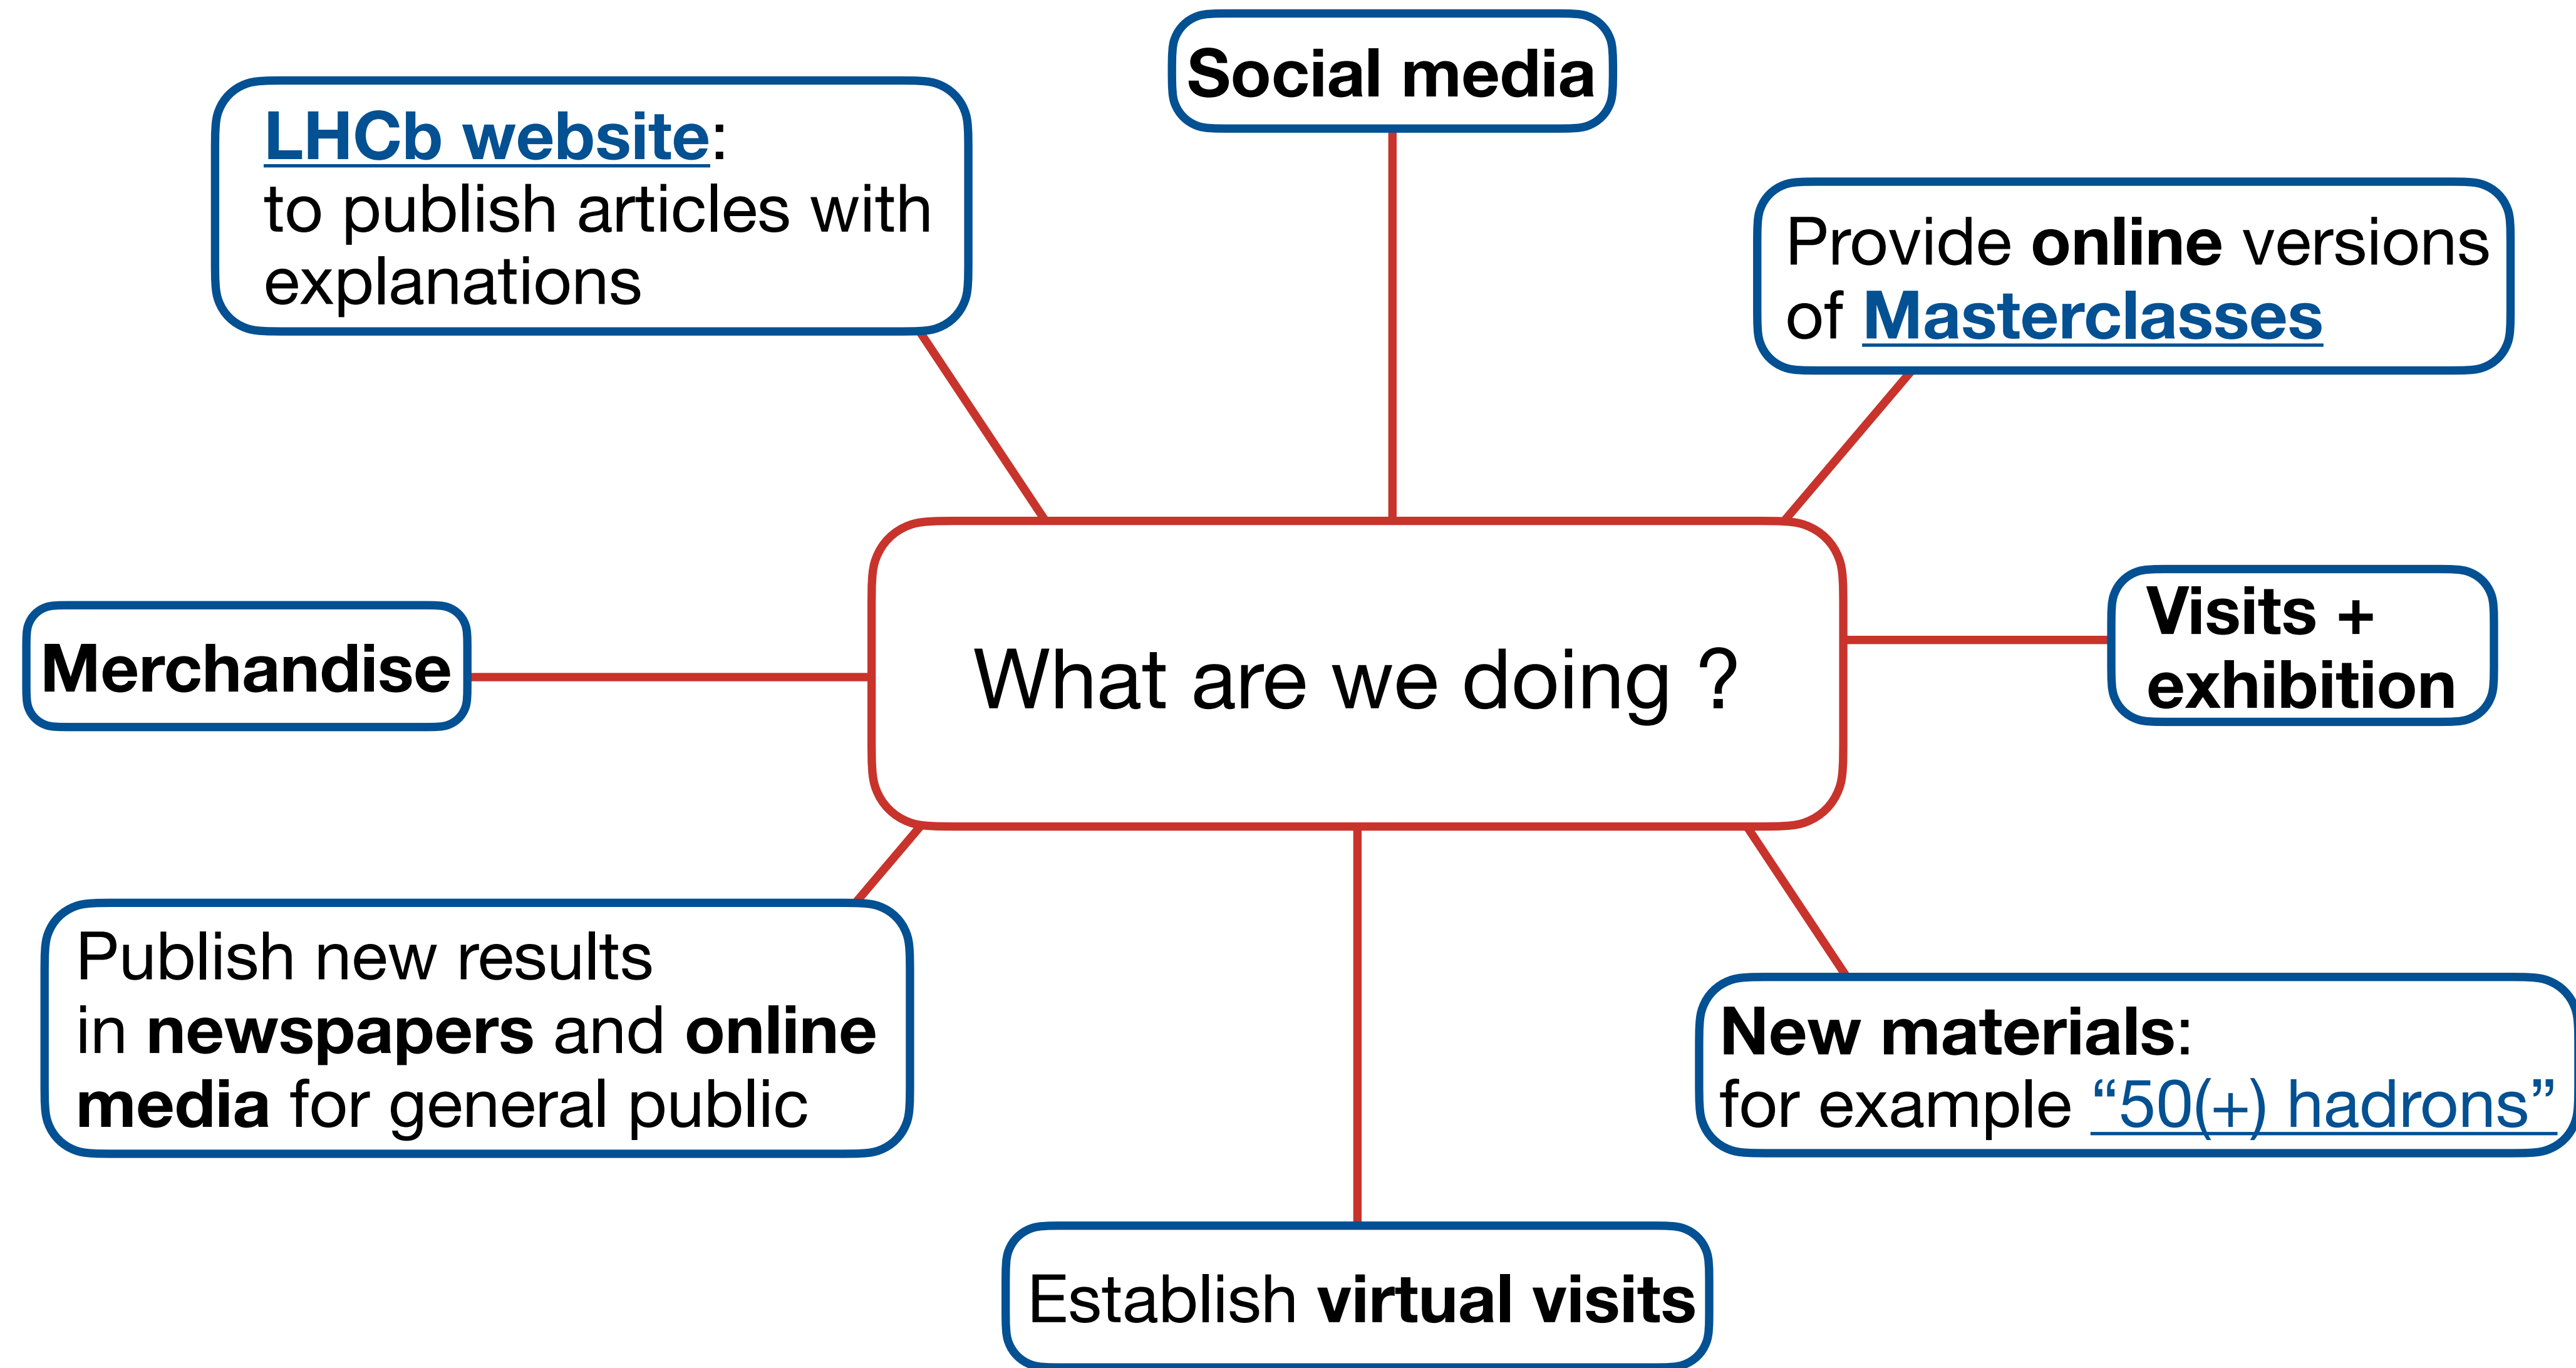 Social media
LHCb website:
to publish articles with
explanations
Provide online versions
of Masterclasses
Merchandise
What are we doing ?
Visits +
exhibition
Publish new results
in newspapers and online
media for general public
New materials:
for example “50(+) hadrons”
Establish virtual visits